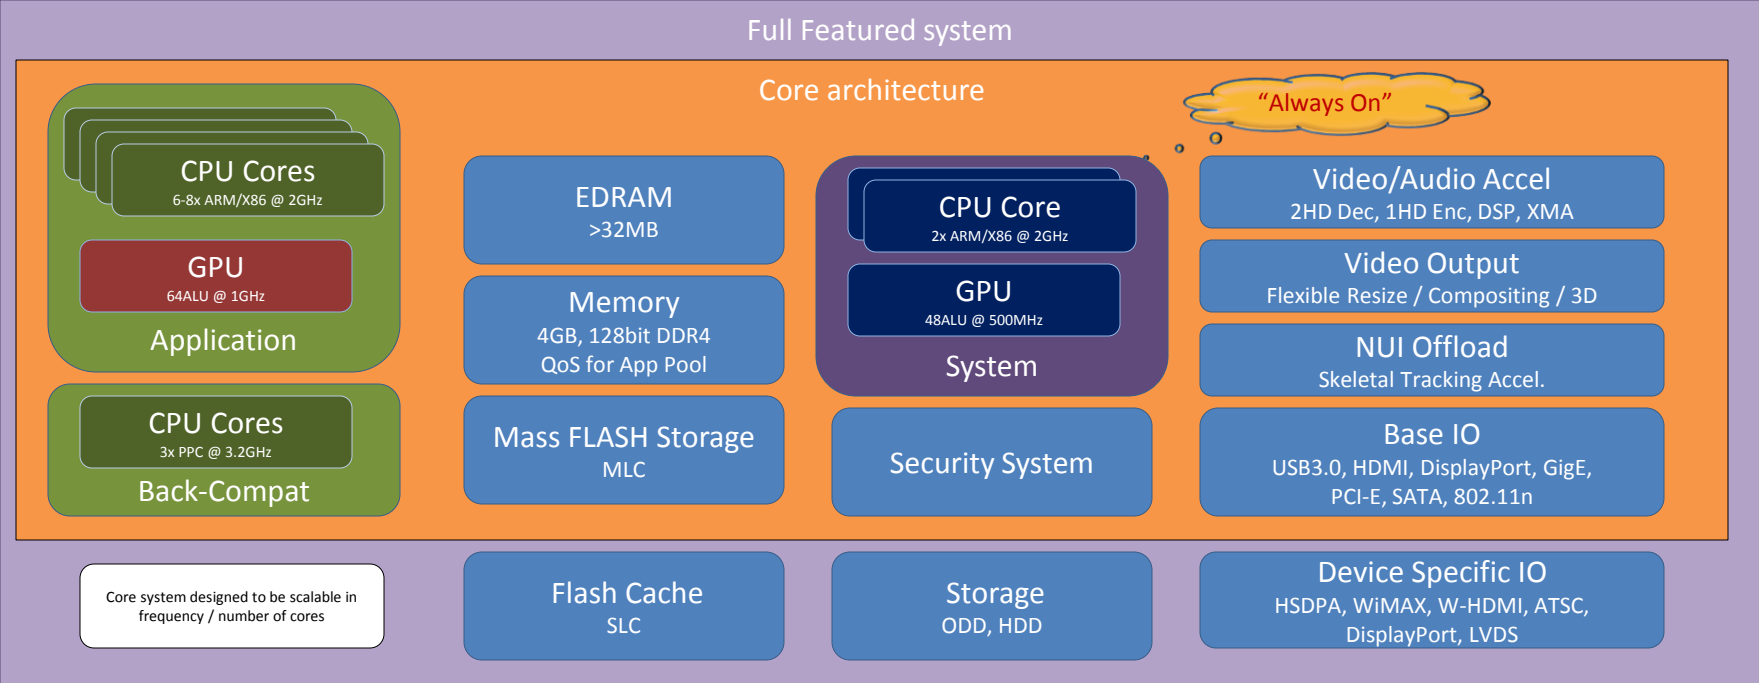 Full Featured system
Core architecture
“Always On”
CPU Cores
6-8x ARM/X86 @ 2GHz
GPU
64ALU @ 1GHz
Application
CPU Cores
3x PPC @ 3.2GHz
Back-Compat
EDRAM
>32MB
Memory
4GB, 128bit DDR4
QoS for App Pool
Mass FLASH Storage
MLC
CPU Core
2x ARM/X86 @ 2GHz
GPU
48ALU @ 500MHz
System
Security System
Video/Audio Accel
2HD Dec, 1HD Enc, DSP, XMA
Video Output
Flexible Resize / Compositing / 3D
NUI Offload
Skeletal Tracking Accel.
Base IO
USB3.0, HDMI, DisplayPort, GigE,
PCI-E, SATA, 802.11n
Core system designed to be scalable in
frequency / number of cores
Flash Cache
SLC
Storage
ODD, HDD
Device Specific IO
HSDPA, WiMAX, W-HDMI, ATSC,
DisplayPort, LVDS